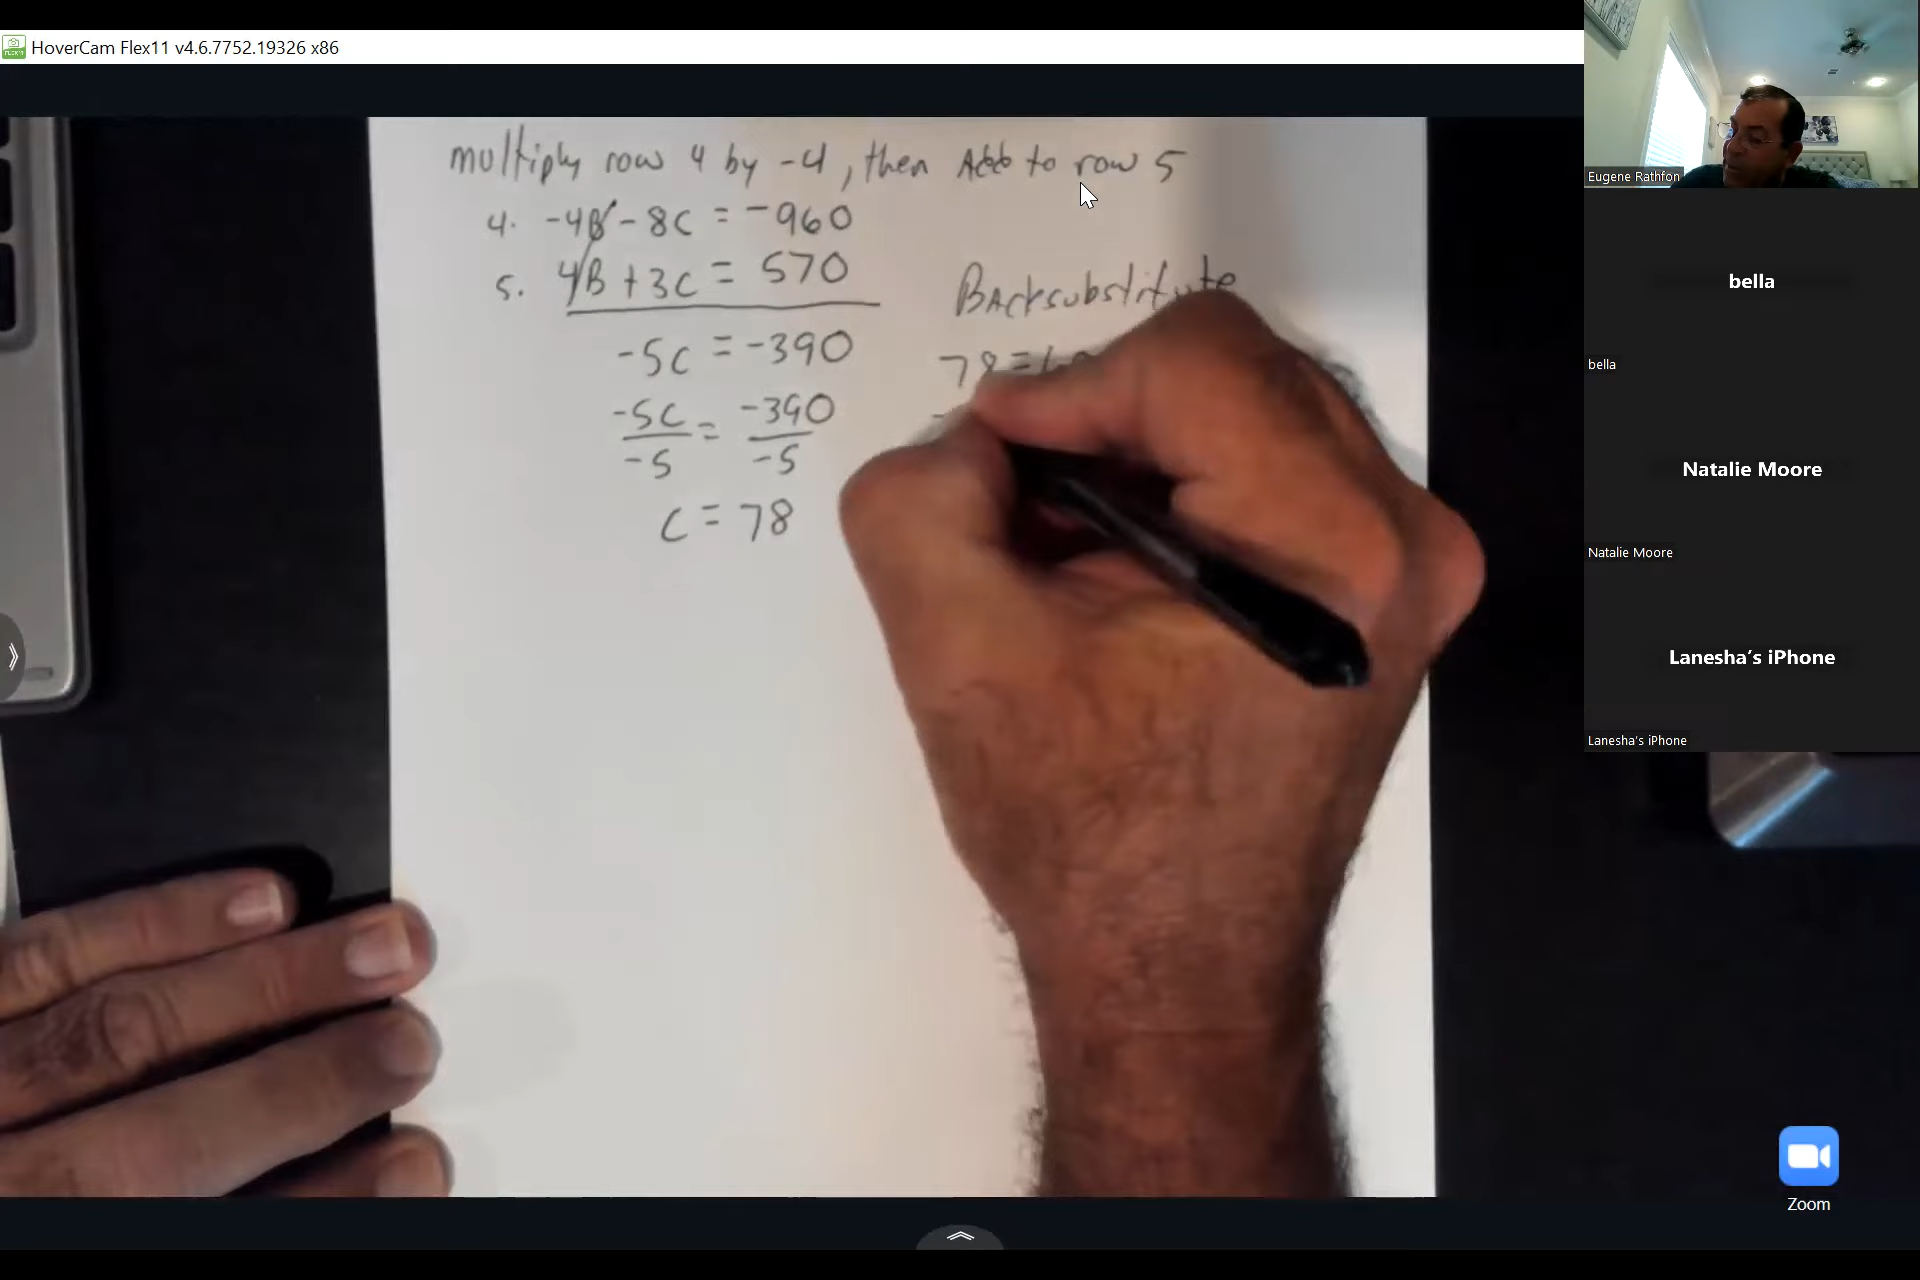 HoverCam Flex11 v4.6.7752.19326 x86
multiply row 4 by -4, then Add to row 5
4. -4B - 8C = -960
5. 4B + 3C = 570
-5C = -390
-5C = -390
-5 -5
C = 78
Backsubstitute
78 =
Eugene Rathfon
bella
bella
Natalie Moore
Natalie Moore
Lanesha's iPhone
Lanesha's iPhone
Zoom